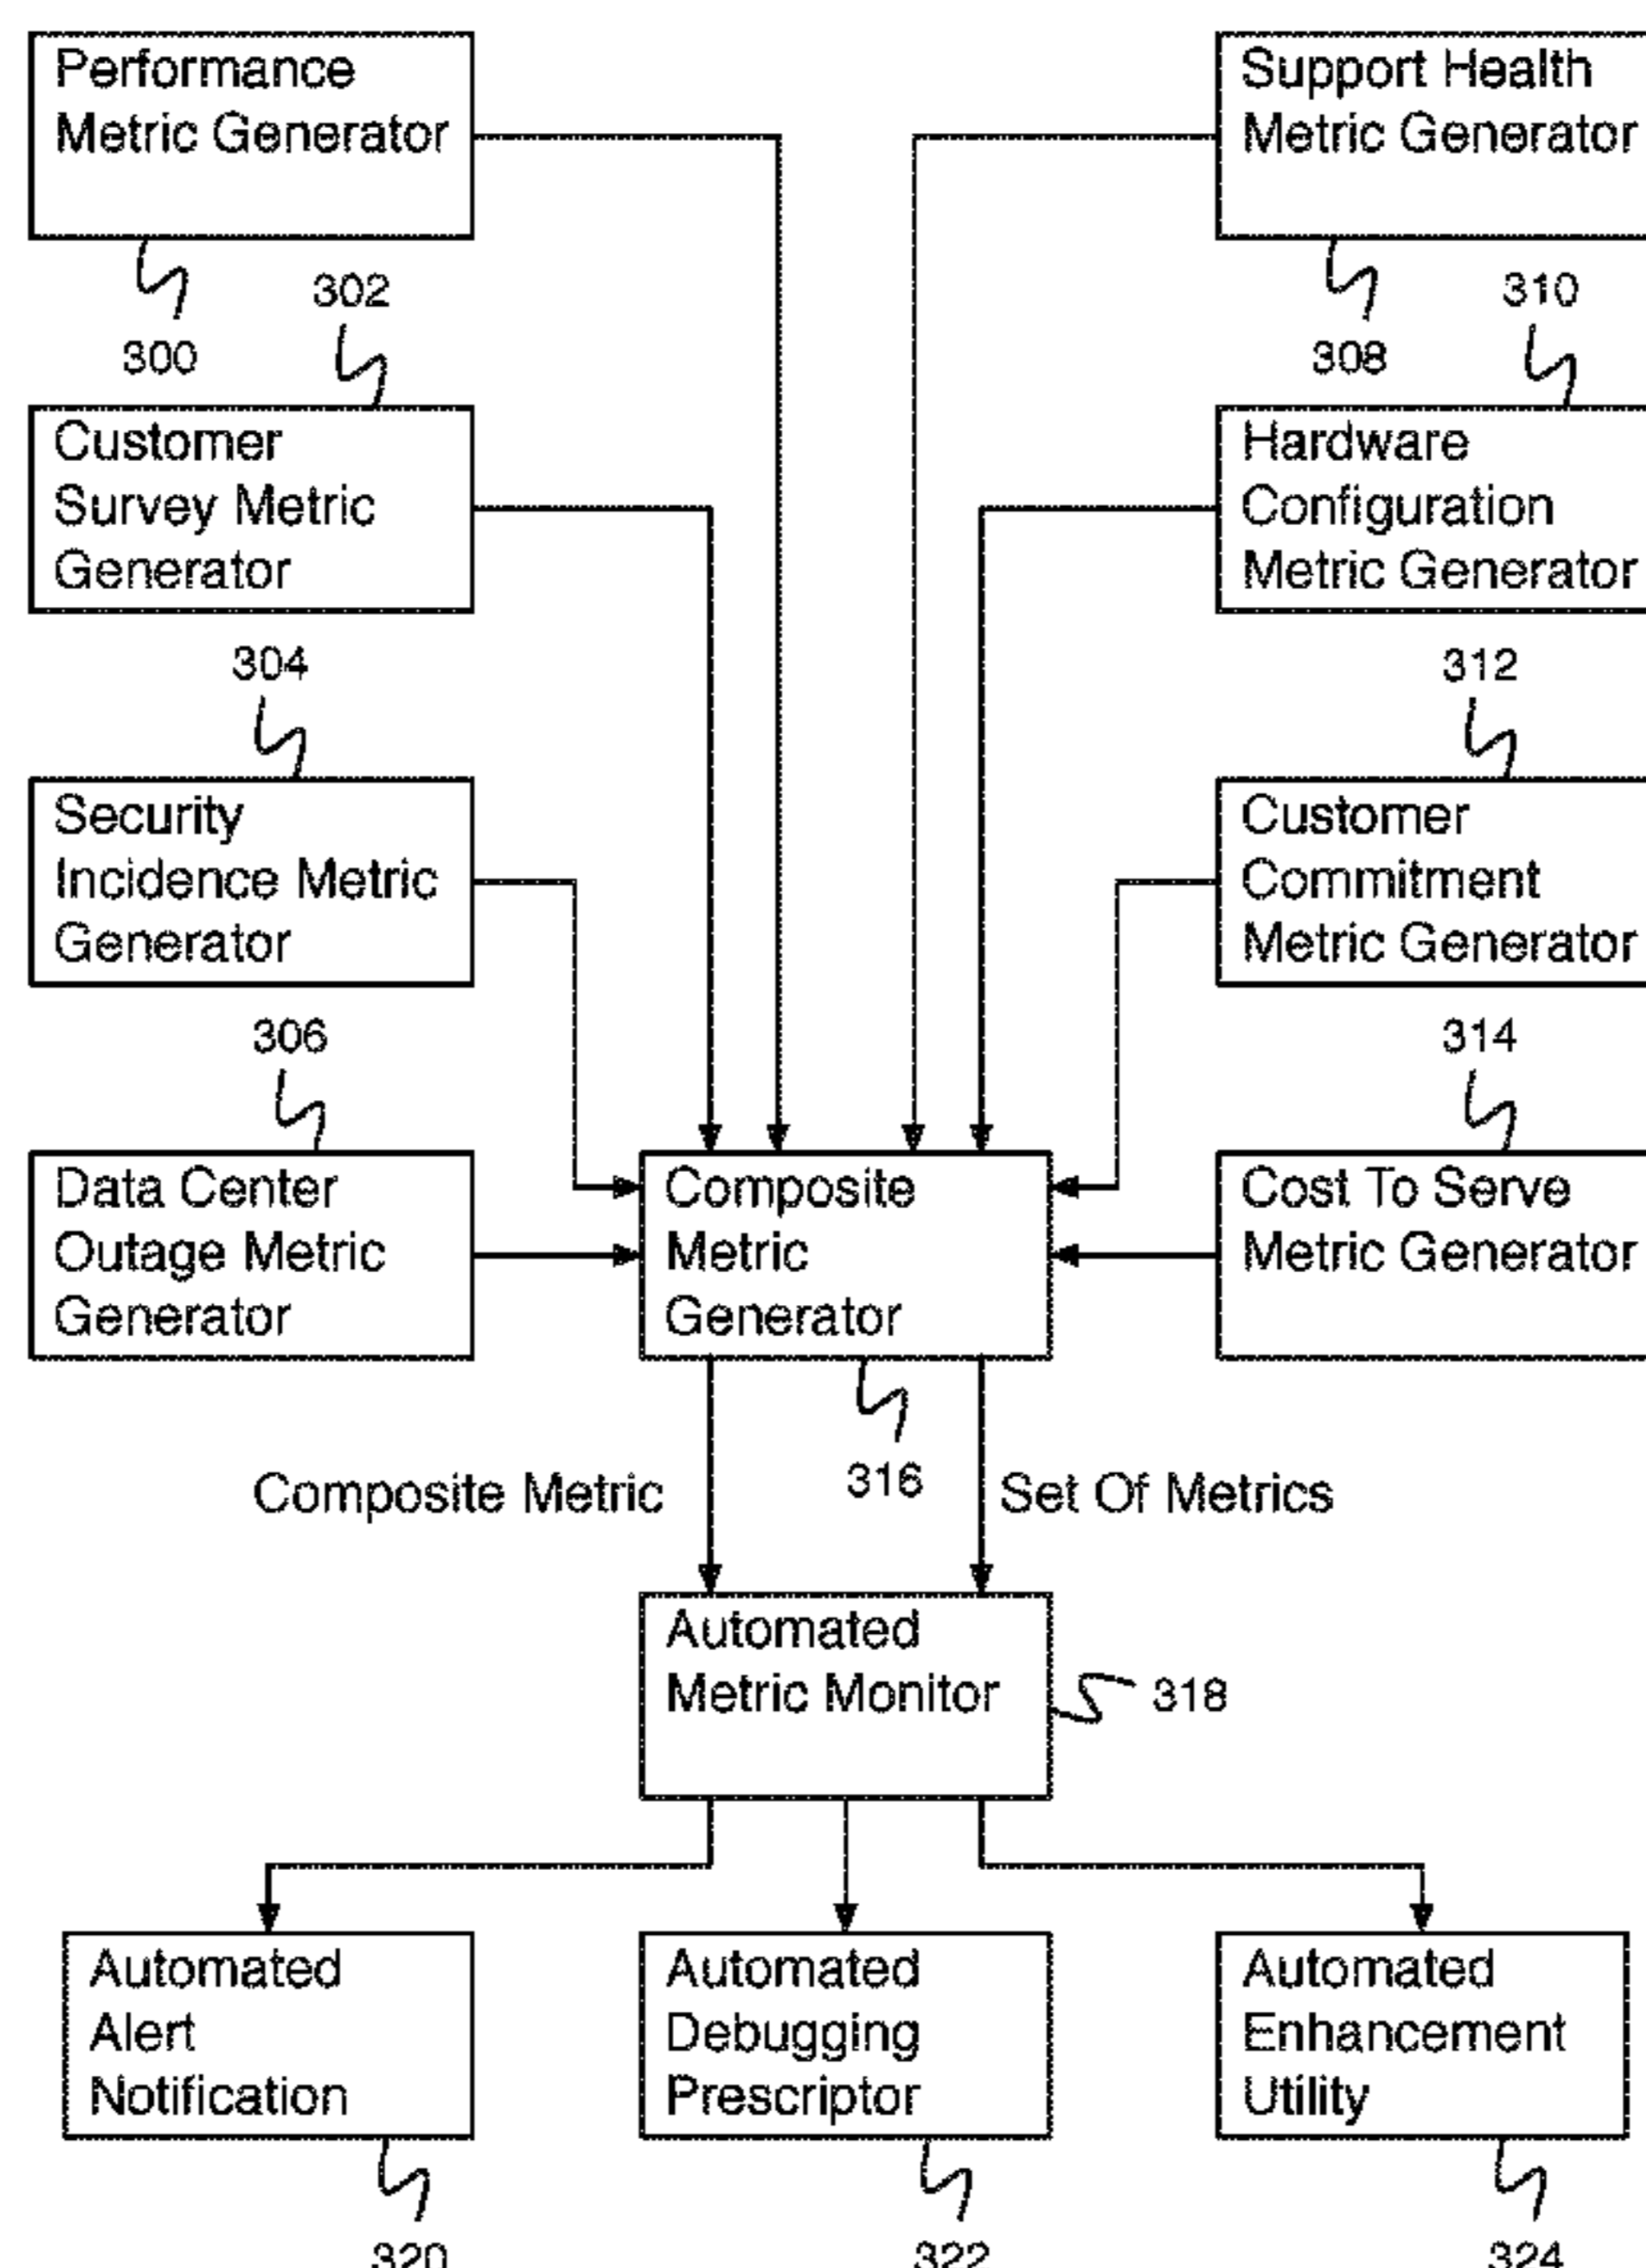 Performance
Metric Generator
300
302
Customer
Survey Metric
Generator
304
Security
Incidence Metric
Generator
306
Data Center
Outage Metric
Generator
Support Health
Metric Generator
308
310
Hardware
Configuration
Metric Generator
312
Customer
Commitment
Metric Generator
314
Cost To Serve
Metric Generator
Composite
Metric
Generator
316
Composite Metric
Set Of Metrics
Automated
Metric Monitor
318
Automated
Alert
Notification
320
Automated
Debugging
Prescriptor
322
Automated
Enhancement
Utility
324